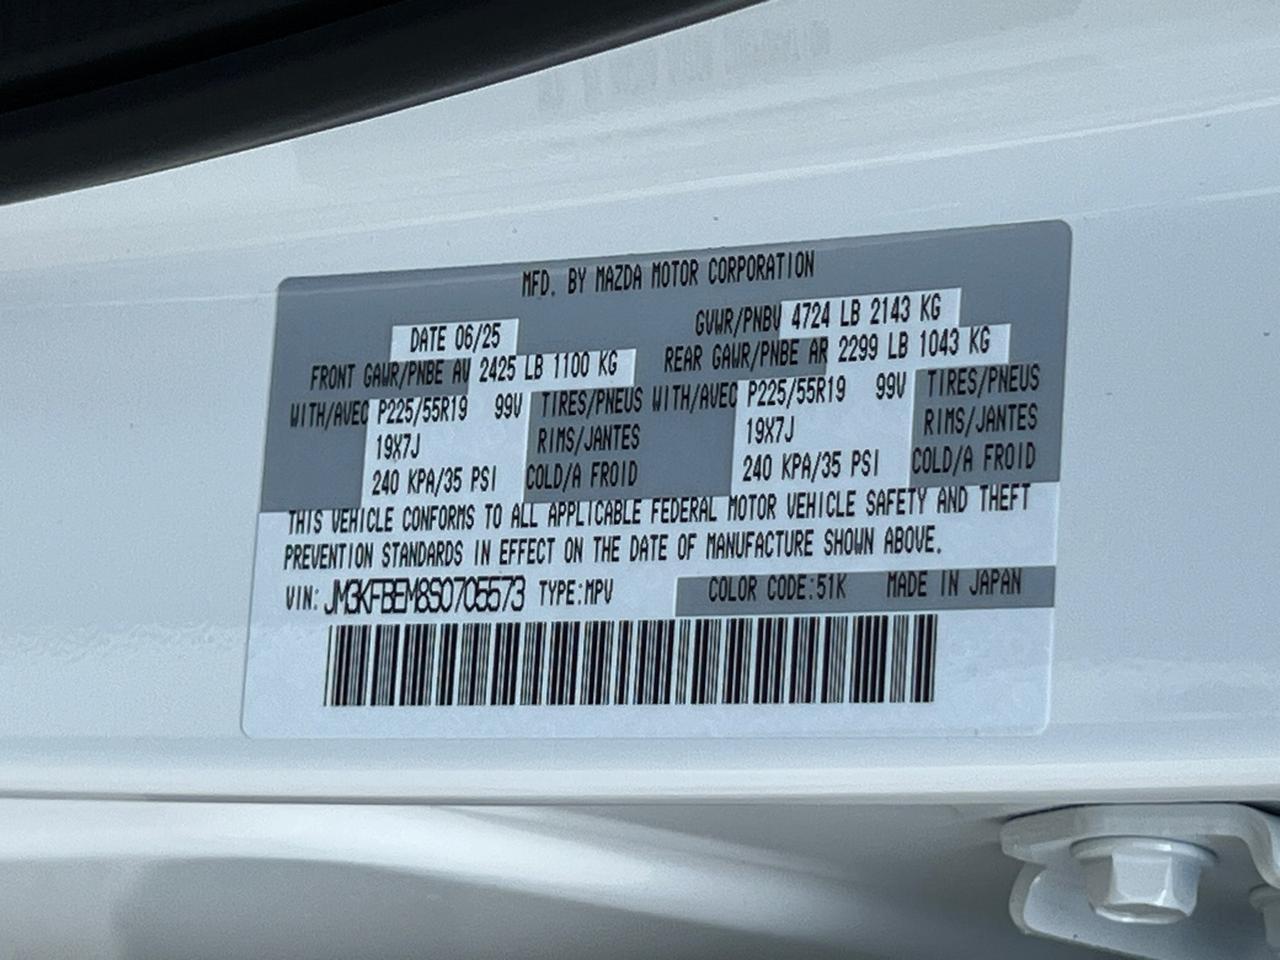 MFD. BY MAZDA MOTOR CORPORATION
DATE 06/25 GVWR/PNBV 4724 LB 2143 KG
FRONT GAWR/PNBE AV 2425 LB 1100 KG REAR GAWR/PNBE AR 2299 LB 1043 KG
WITH/AVEC P225/55R19 99V TIRES/PNEUS WITH/AVEC P225/55R19 99V TIRES/PNEUS
19X7J RIMS/JANTES 19X7J RIMS/JANTES
240 KPA/35 PSI COLD/A FROID 240 KPA/35 PSI COLD/A FROID
THIS VEHICLE CONFORMS TO ALL APPLICABLE FEDERAL MOTOR VEHICLE SAFETY AND THEFT
PREVENTION STANDARDS IN EFFECT ON THE DATE OF MANUFACTURE SHOWN ABOVE.
VIN: JM3KFBEM8S0705573 TYPE:MPV COLOR CODE:51K MADE IN JAPAN